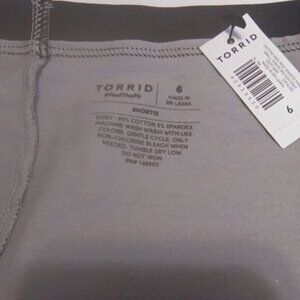 TORRID
#FeelTheFit
6
MADE IN
SRI LANKA
SHORTIE
BODY: 95% COTTON 5% SPANDEX
MACHINE WASH WARM WITH LIKE
COLORS, GENTLE CYCLE. ONLY
NON-CHLORINE BLEACH WHEN
NEEDED. TUMBLE DRY LOW.
DO NOT IRON.
TORRID
6